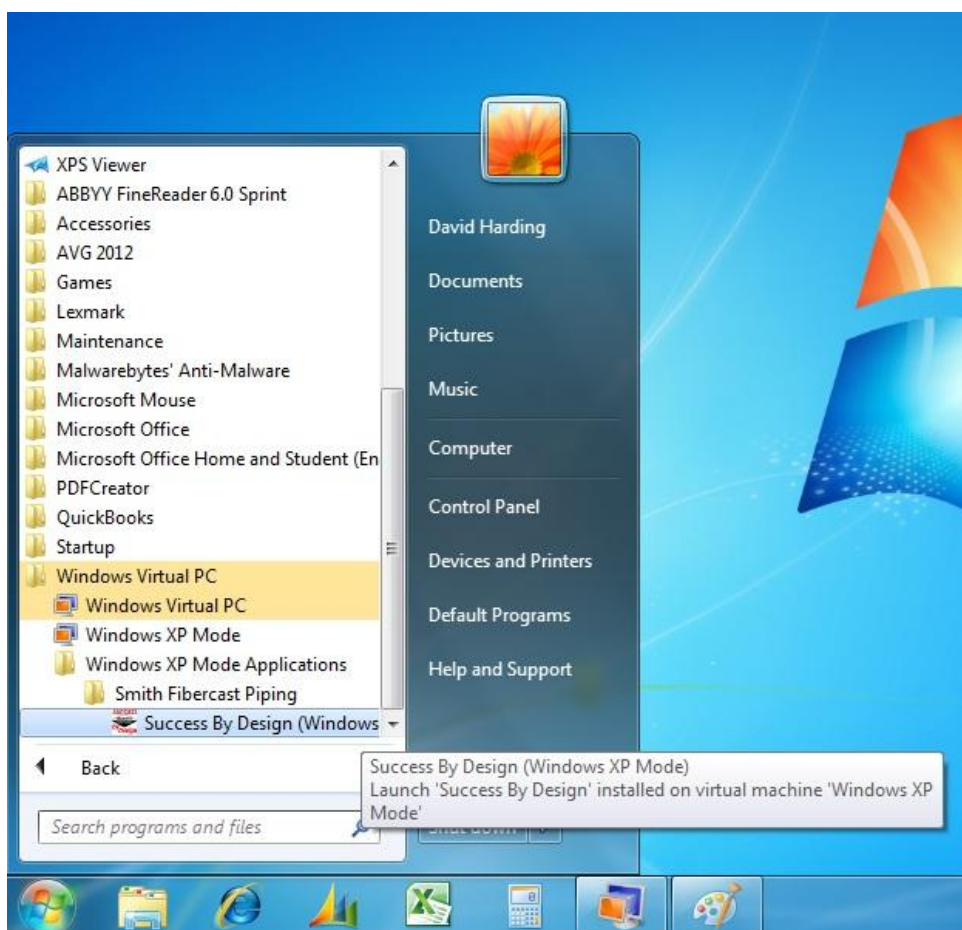 XPS Viewer
ABBYY FineReader 6.0 Sprint
Accessories
AVG 2012
Games
Lexmark
Maintenance
Malwarebytes' Anti-Malware
Microsoft Mouse
Microsoft Office
Microsoft Office Home and Student (En
PDFCreator
QuickBooks
Startup
Windows Virtual PC
Windows Virtual PC
Windows XP Mode
Windows XP Mode Applications
Smith Fibercast Piping
Success By Design (Windows
Back
Search programs and files
David Harding
Documents
Pictures
Music
Computer
Control Panel
Devices and Printers
Default Programs
Help and Support
Shut down
Success By Design (Windows XP Mode)
Launch 'Success By Design' installed on virtual machine 'Windows XP
Mode'